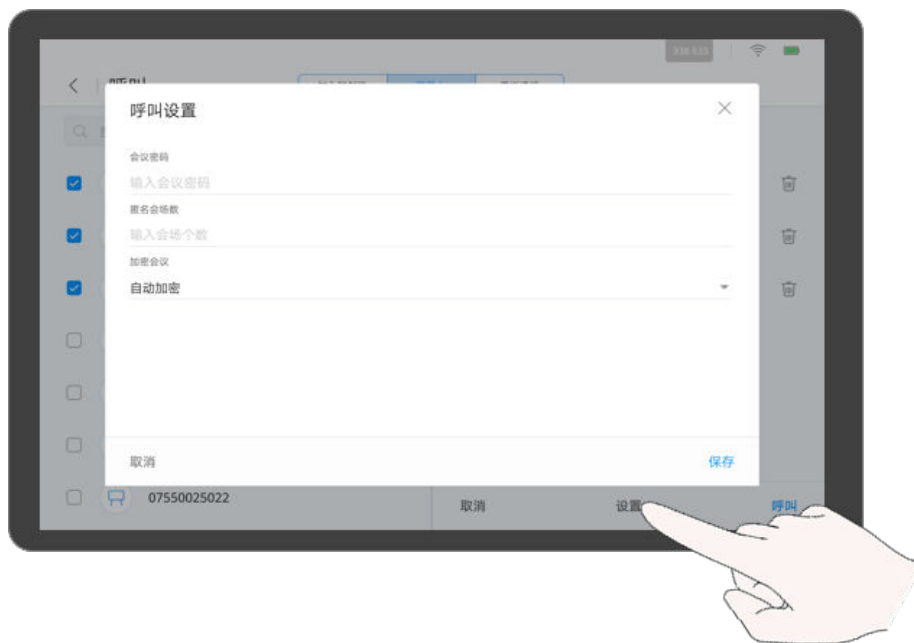 呼叫
呼叫设置
会议密码
输入会议密码
匿名会场数
输入会场个数
加密会议
自动加密
取消
保存
07550025022
取消
设置
呼叫